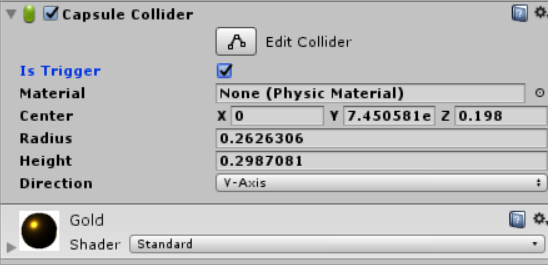 Capsule Collider
Edit Collider
Is Trigger
Material None (Physic Material)
Center X 0 Y 7.450581e Z 0.198
Radius 0.2626306
Height 0.2987081
Direction Y-Axis
Gold
Shader Standard